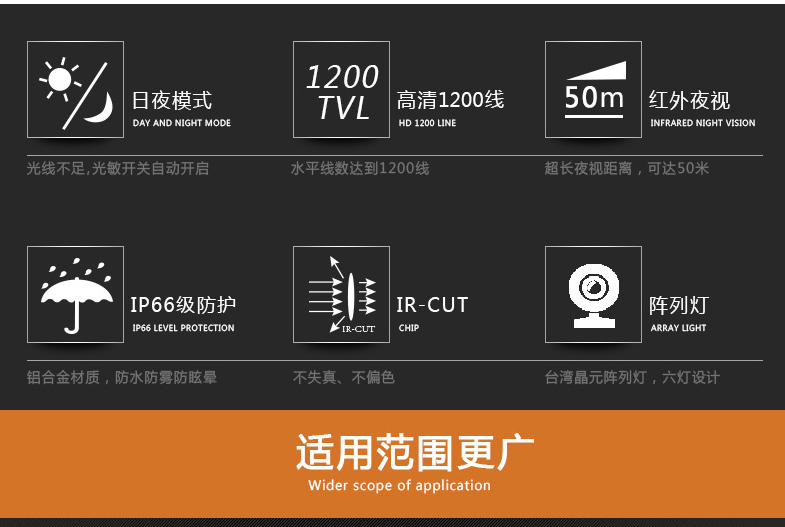 1200
TVL
50m
日夜模式
DAY AND NIGHT MODE
高清1200线
HD 1200 LINE
红外夜视
INFRARED NIGHT VISION
光线不足,光敏开关自动开启
水平线数达到1200线
超长夜视距离，可达50米
IR-CUT
IP66级防护
IP66 LEVEL PROTECTION
IR-CUT
CHIP
阵列灯
ARRAY LIGHT
铝合金材质，防水防雾防眩晕
不失真、不偏色
台湾晶元阵列灯，六灯设计
适用范围更广
Wider scope of application